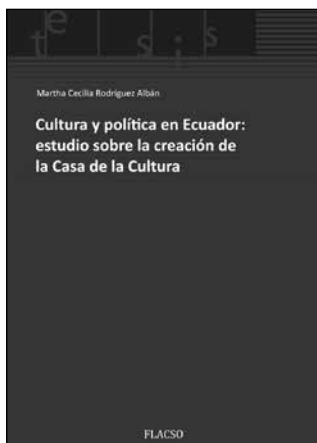 tesis
Martha Cecilia Rodríguez Albán
Cultura y política en Ecuador:
estudio sobre la creación de
la Casa de la Cultura
FLACSO